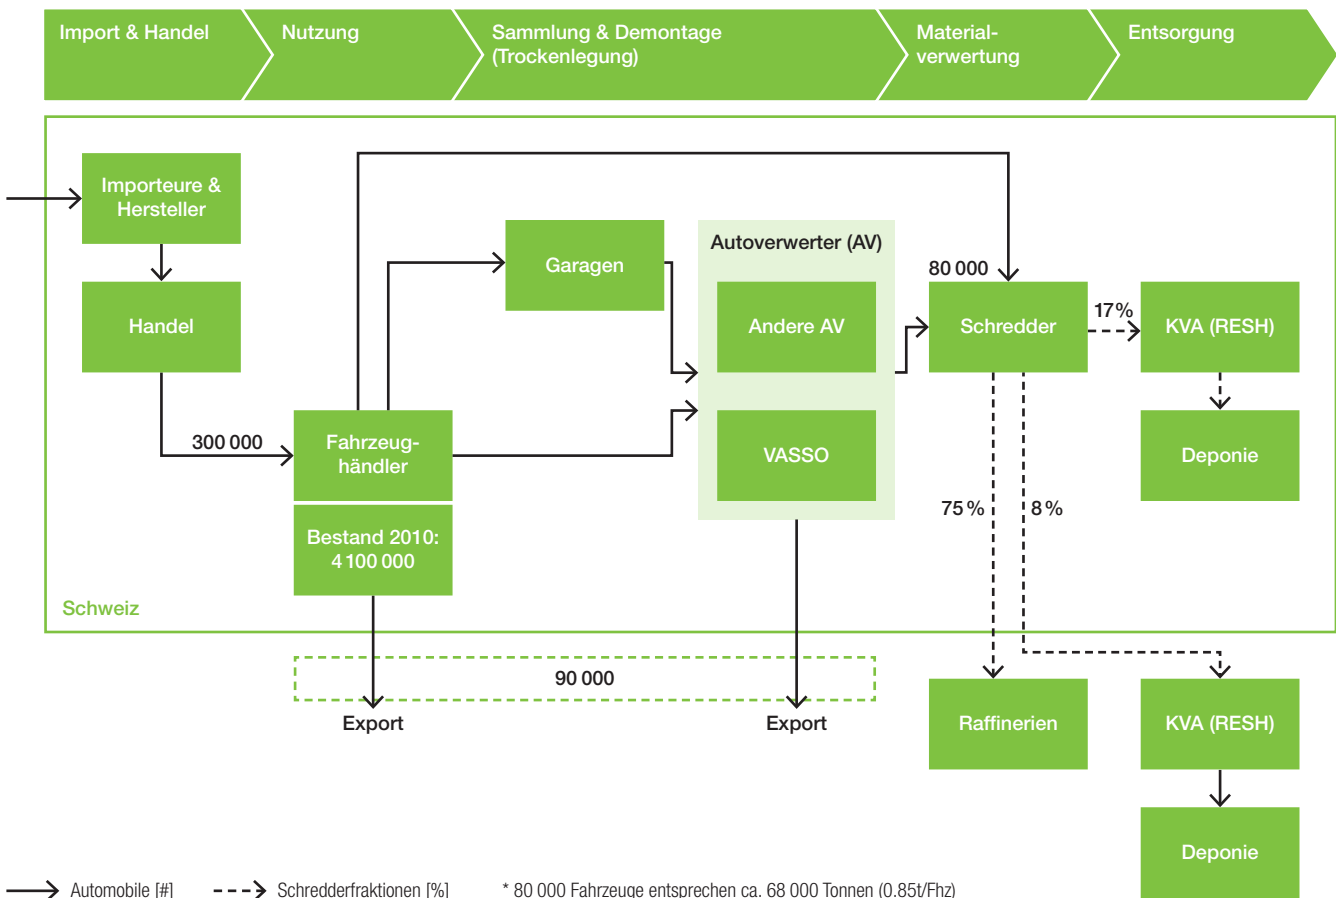 Import & Handel
Nutzung
Sammlung & Demontage
(Trockenlegung)
Material-
verwertung
Entsorgung
Importeure &
Hersteller
Handel
300 000
Fahrzeug-
händler
Bestand 2010:
4 100 000
Garagen
Autoverwerter (AV)
Andere AV
VASSO
80 000
Schredder
17%
KVA (RESH)
Deponie
75 %
8 %
Schweiz
90 000
Export
Export
Raffinerien
KVA (RESH)
Deponie
Automobile [#]
Schredderfraktionen [%]
* 80 000 Fahrzeuge entsprechen ca. 68 000 Tonnen (0.85t/Fhz)